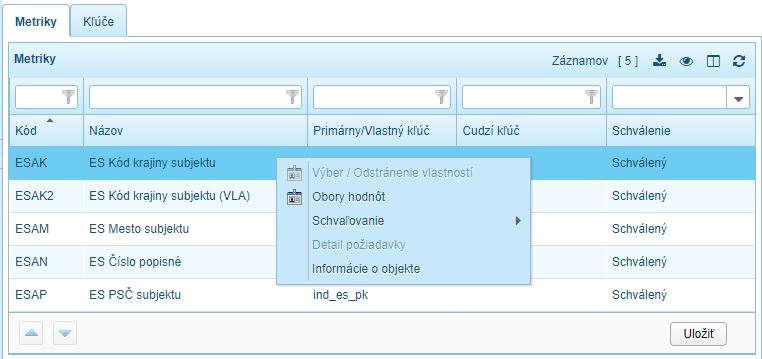 Metriky Kľúče
Metriky Záznamov [ 5 ]
Kód Názov Primárny/Vlastný kľúč Cudzí kľúč Schválenie
ESAK ES Kód krajiny subjektu Schválený
ESAK2 ES Kód krajiny subjektu (VLA) Schválený
ESAM ES Mesto subjektu Schválený
ESAN ES Číslo popisné Schválený
ESAP ES PSČ subjektu ind_es_pk Schválený
Výber / Odstránenie vlastností
Obory hodnôt
Schvaľovanie
Detail požiadavky
Informácie o objekte
Uložiť